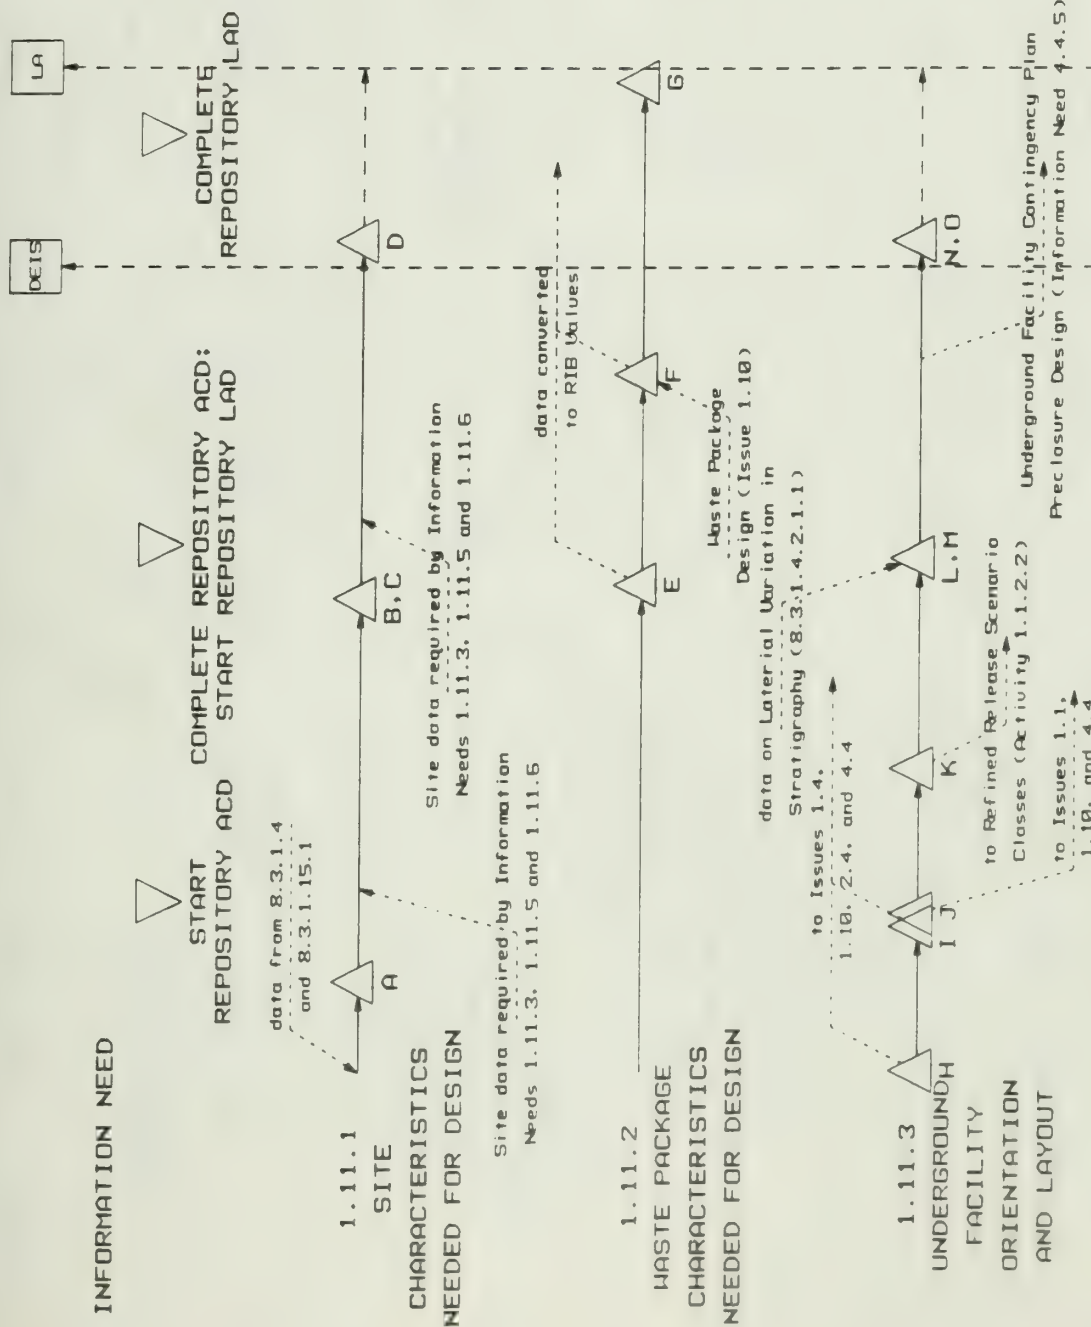 INFORMATION NEED
START
REPOSITORY ACD
COMPLETE REPOSITORY ACD:
START REPOSITORY LAD
DEIS
COMPLETE
REPOSITORY LAD
LA
1.11.1
SITE
CHARACTERISTICS
NEEDED FOR DESIGN
data from 8.3.1.4
and 8.3.1.15.1
A
Site data required by Information
Needs 1.11.3, 1.11.5 and 1.11.6
B,C
Site data required by Information
Needs 1.11.3, 1.11.5 and 1.11.6
D
1.11.2
WASTE PACKAGE
CHARACTERISTICS
NEEDED FOR DESIGN
E
data converted
to RIB Values
F
Waste Package
Design (Issue 1.10)
G
1.11.3
UNDERGROUND
FACILITY
ORIENTATION
AND LAYOUT
H
to Issues 1.4,
1.10, 2.4, and 4.4
I J
to Issues 1.1,
1.10, and 4.4
K
to Refined Release Scenario
Classes (Activity 1.1.2.2)
data on Laterial Variation in
Stratigraphy (8.3.1.4.2.1.1)
L,M
N,O
Underground Facility Contingency Plan
Preclosure Design (Information Need 4.4.5)